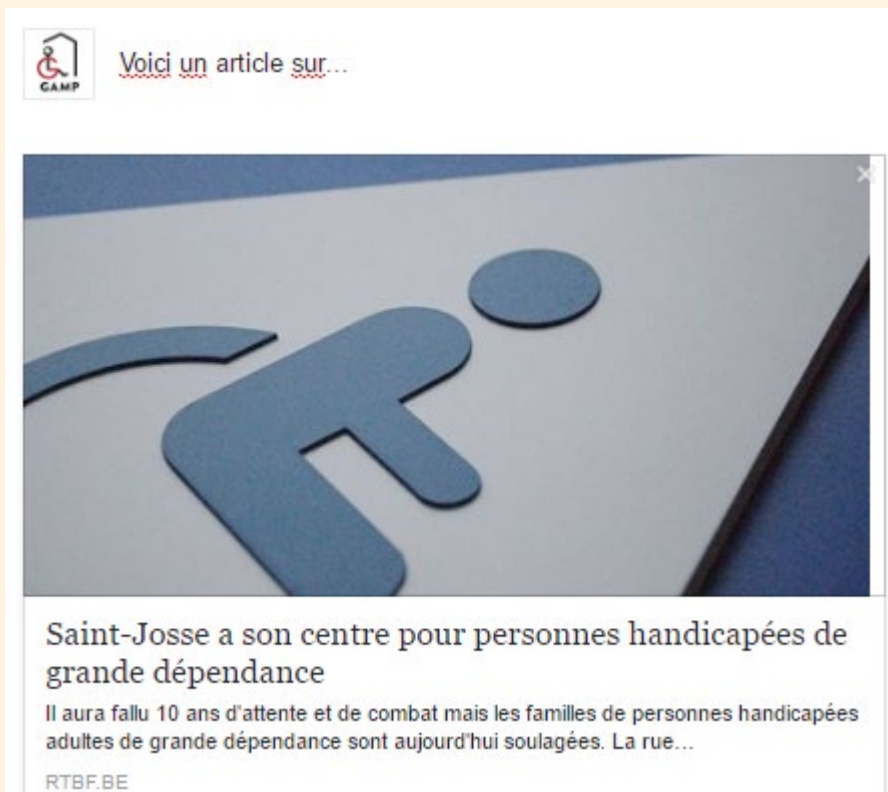 GAMP
Voici un article sur...
Saint-Josse a son centre pour personnes handicapées de
grande dépendance
Il aura fallu 10 ans d'attente et de combat mais les familles de personnes handicapées
adultes de grande dépendance sont aujourd'hui soulagées. La rue...
RTBF.BE